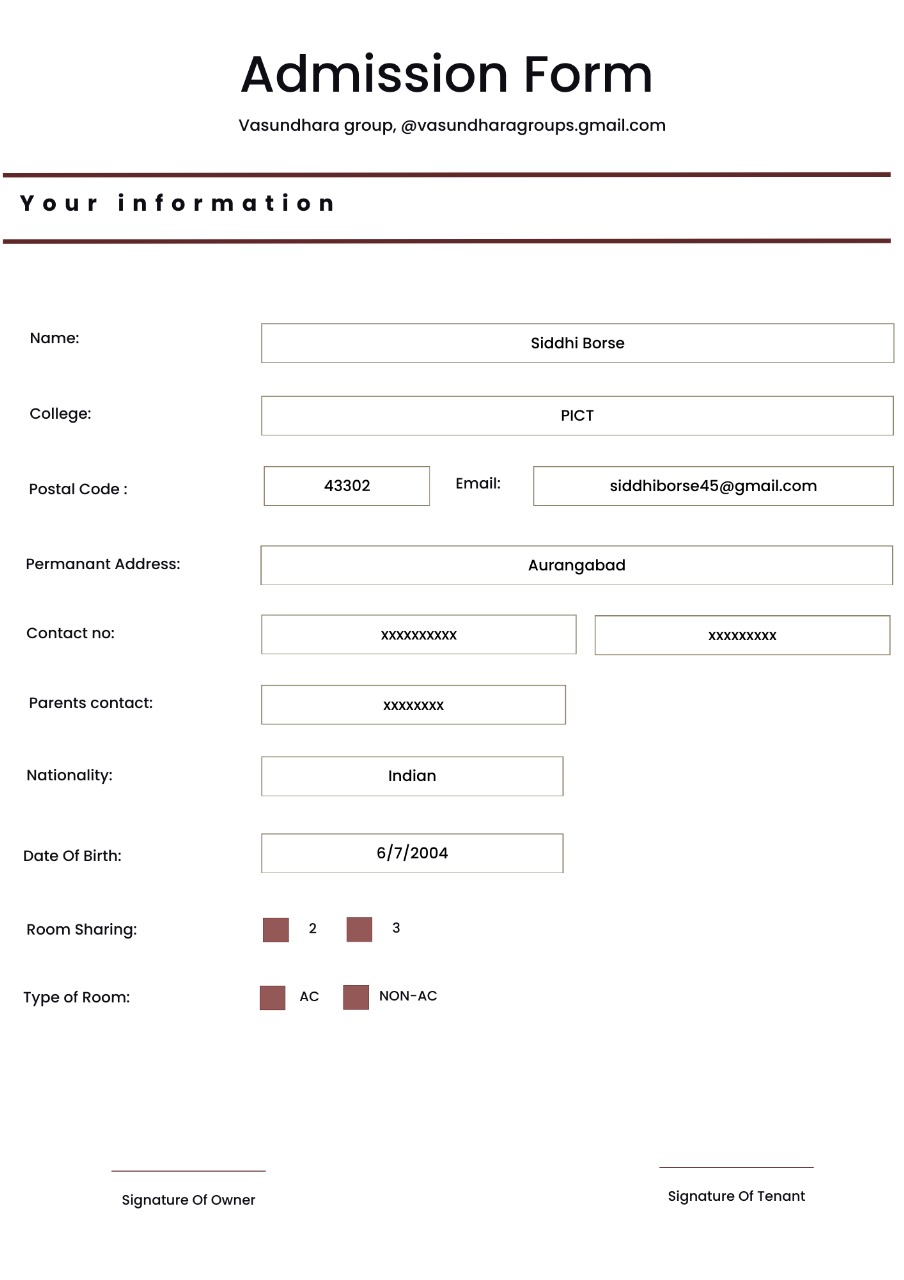 Admission Form
Vasundhara group, @vasundharagroups.gmail.com
Your information
Name: Siddhi Borse
College: PICT
Postal Code : 43302 Email: siddhiborse45@gmail.com
Permanant Address: Aurangabad
Contact no: xxxxxxxxxx xxxxxxxxx
Parents contact: xxxxxxxx
Nationality: Indian
Date Of Birth: 6/7/2004
Room Sharing: 2 3
Type of Room: AC NON-AC
Signature Of Owner Signature Of Tenant